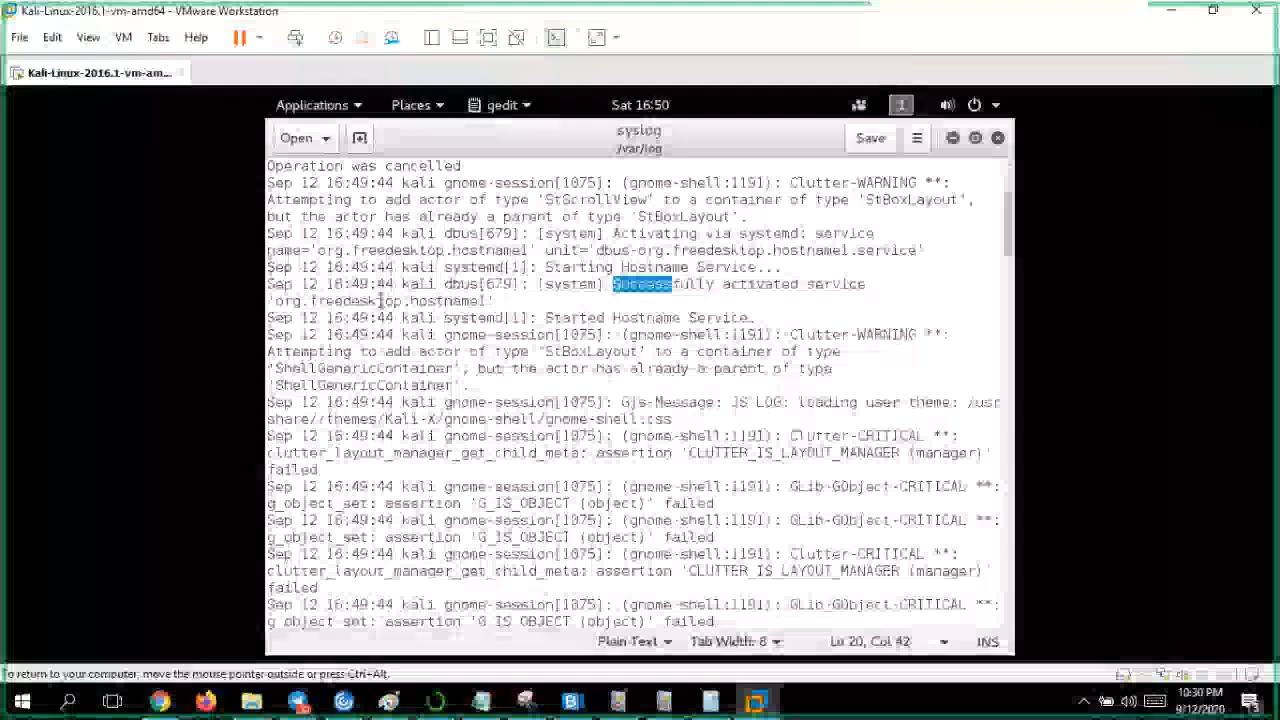 Kali-Linux-2016.1-vm-amd64 - VMware Workstation
File Edit View VM Tabs Help
Kali-Linux-2016.1-vm-am...
Applications Places gedit Sat 16:50 1
Open syslog Save
/var/log
Operation was cancelled
Sep 12 16:49:44 kali gnome-session[1075]: (gnome-shell:1191): Clutter-WARNING **:
Attempting to add actor of type 'StScrollView' to a container of type 'StBoxLayout',
but the actor has already a parent of type 'StBoxLayout'.
Sep 12 16:49:44 kali dbus[679]: [system] Activating via systemd: service
name='org.freedesktop.hostname1' unit='dbus-org.freedesktop.hostname1.service'
Sep 12 16:49:44 kali systemd[1]: Starting Hostname Service...
Sep 12 16:49:44 kali dbus[679]: [system] Successfully activated service
'org.freedesktop.hostname1'
Sep 12 16:49:44 kali systemd[1]: Started Hostname Service.
Sep 12 16:49:44 kali gnome-session[1075]: (gnome-shell:1191): Clutter-WARNING **:
Attempting to add actor of type 'StBoxLayout' to a container of type
'ShellGenericContainer', but the actor has already a parent of type
'ShellGenericContainer'.
Sep 12 16:49:44 kali gnome-session[1075]: Gjs-Message: JS LOG: loading user theme: /usr/
share//themes/Kali-X/gnome-shell/gnome-shell.css
Sep 12 16:49:44 kali gnome-session[1075]: (gnome-shell:1191): Clutter-CRITICAL **:
clutter_layout_manager_get_child_meta: assertion 'CLUTTER_IS_LAYOUT_MANAGER (manager)'
failed
Sep 12 16:49:44 kali gnome-session[1075]: (gnome-shell:1191): GLib-GObject-CRITICAL **:
g_object_set: assertion 'G_IS_OBJECT (object)' failed
Sep 12 16:49:44 kali gnome-session[1075]: (gnome-shell:1191): GLib-GObject-CRITICAL **:
g_object_set: assertion 'G_IS_OBJECT (object)' failed
Sep 12 16:49:44 kali gnome-session[1075]: (gnome-shell:1191): Clutter-CRITICAL **:
clutter_layout_manager_get_child_meta: assertion 'CLUTTER_IS_LAYOUT_MANAGER (manager)'
failed
Sep 12 16:49:44 kali gnome-session[1075]: (gnome-shell:1191): GLib-GObject-CRITICAL **:
g_object_set: assertion 'G_IS_OBJECT (object)' failed
Plain Text Tab Width: 8 Ln 20, Col 42 INS
To return to your computer, move the mouse pointer outside or press Ctrl+Alt.
10:30 PM
9/12/2020